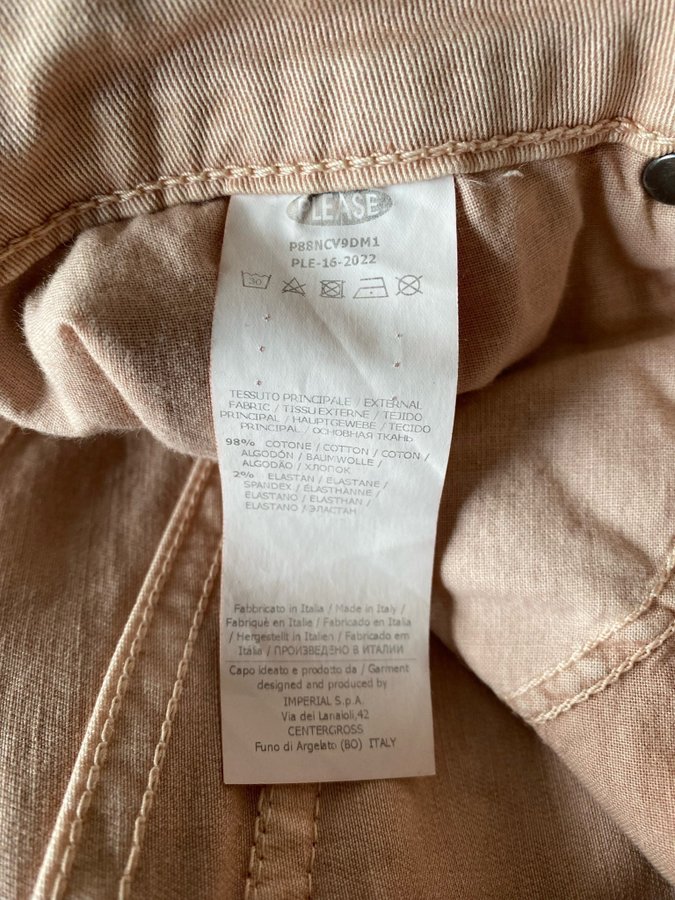 PLEASE
P88NCV9DM1
PLE-16-2022
30
TESSUTO PRINCIPALE / EXTERNAL
FABRIC / TISSU EXTERNE / TEJIDO
PRINCIPAL / HAUPTGEWEBE / TECIDO
PRINCIPAL / ОСНОВНАЯ ТКАНЬ
98% COTONE / COTTON / COTON /
ALGODÓN / BAUMWOLLE /
ALGODÃO / ХЛОПОК
2% ELASTAN / ELASTANE /
SPANDEX / ÉLASTHANNE /
ELASTANO / ELASTHAN /
ELASTANO / ЭЛАСТАН
Fabbricato in Italia / Made in Italy /
Fabriqué en Italie / Fabricado en Italia
/ Hergestellt in Italien / Fabricado em
Itália / ПРОИЗВЕДЕНО В ИТАЛИИ
Capo ideato e prodotto da / Garment
designed and produced by
IMPERIAL S.p.A.
Via dei Lanaioli,42
CENTERGROSS
Funo di Argelato (BO) ITALY